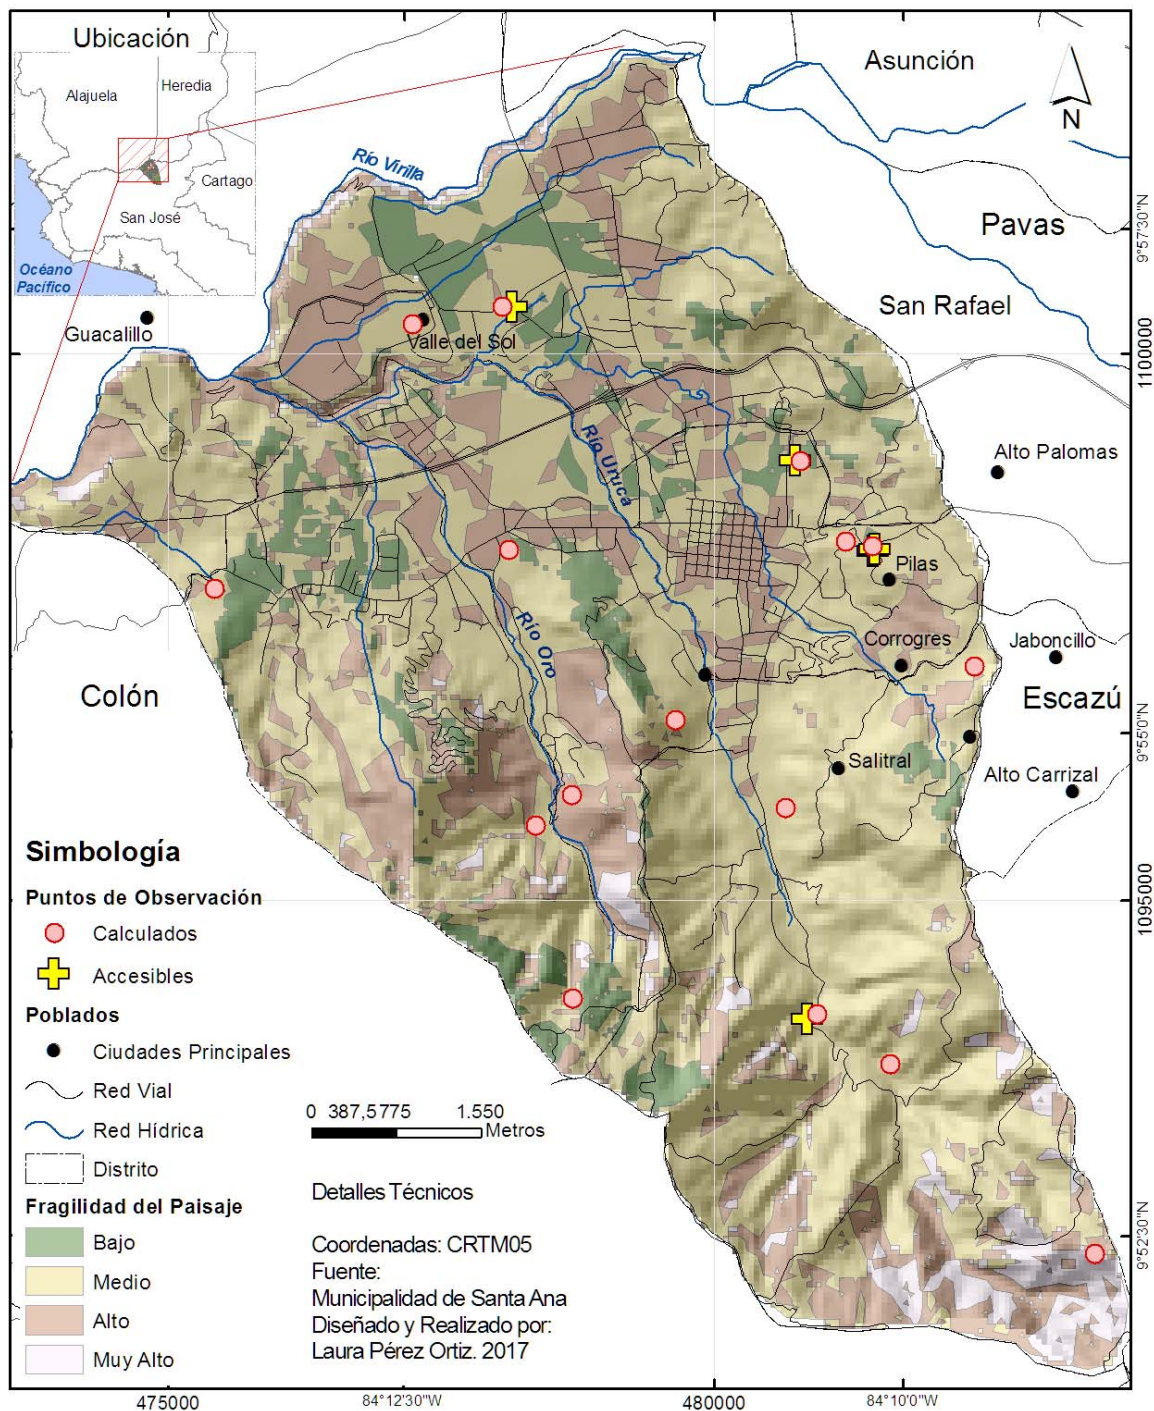 Ubicación
Alajuela
Heredia
Cartago
San José
Océano
Pacífico
Asunción
N
Río Virilla
Pavas
San Rafael
Guacalillo
Valle del Sol
Río Uruca
Alto Palomas
Pilas
Río Oro
Corrogres
Jaboncillo
Colón
Escazú
Salitral
Alto Carrizal
Simbología
Puntos de Observación
Calculados
Accesibles
Poblados
Ciudades Principales
Red Vial
Red Hídrica
Distrito
Fragilidad del Paisaje
Bajo
Medio
Alto
Muy Alto
0 387,5 775 1.550
Metros
Detalles Técnicos
Coordenadas: CRTM05
Fuente:
Municipalidad de Santa Ana
Diseñado y Realizado por:
Laura Pérez Ortiz. 2017
9°57'30"N
1100000
9°55'0"N
1095000
9°52'30"N
475000
84°12'30"W
480000
84°10'0"W